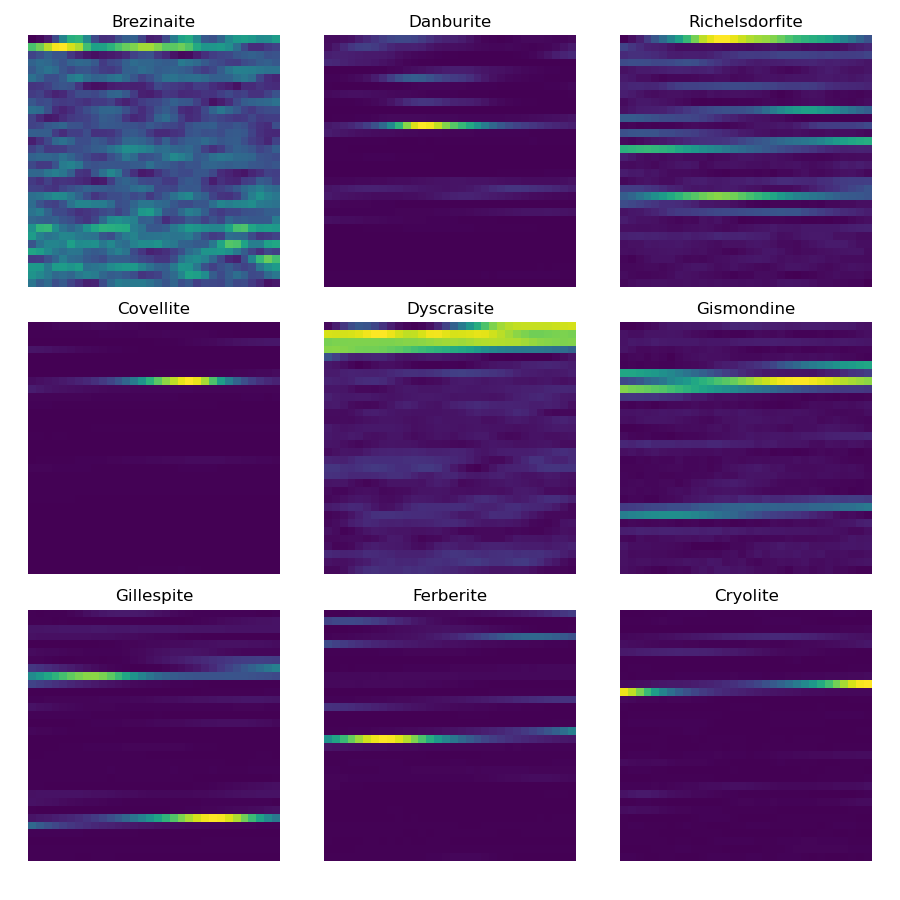 Brezinaite Danburite Richelsdorfite
Covellite Dyscrasite Gismondine
Gillespite Ferberite Cryolite